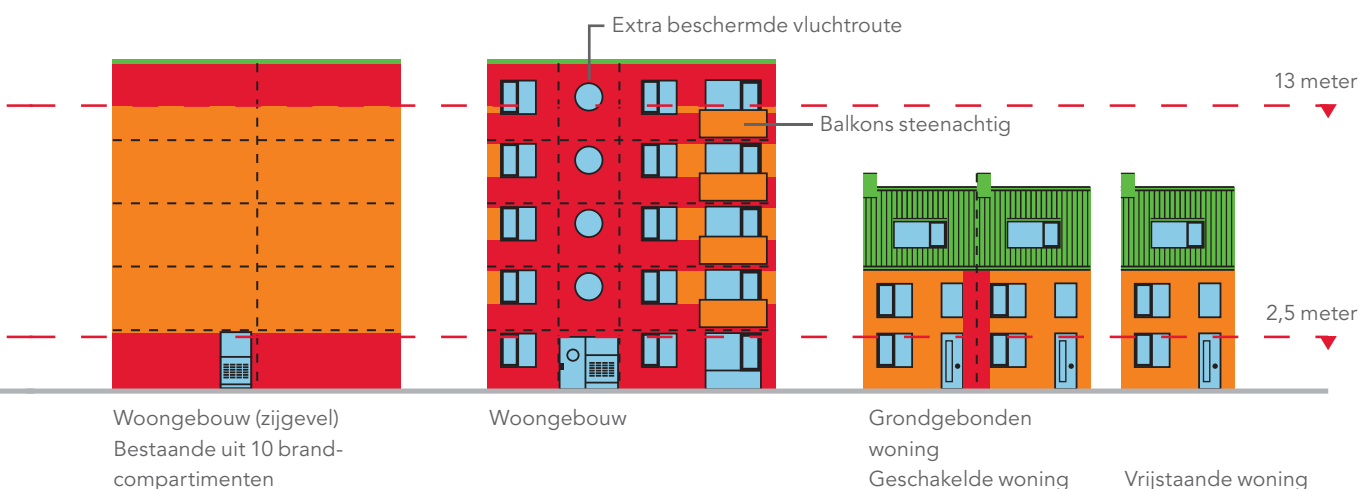 Extra beschermde vluchtroute
13 meter
Balkons steenachtig
2,5 meter
Woongebouw (zijgevel)
Bestaande uit 10 brand-
compartimenten
Woongebouw
Grondgebonden
woning
Geschakelde woning
Vrijstaande woning